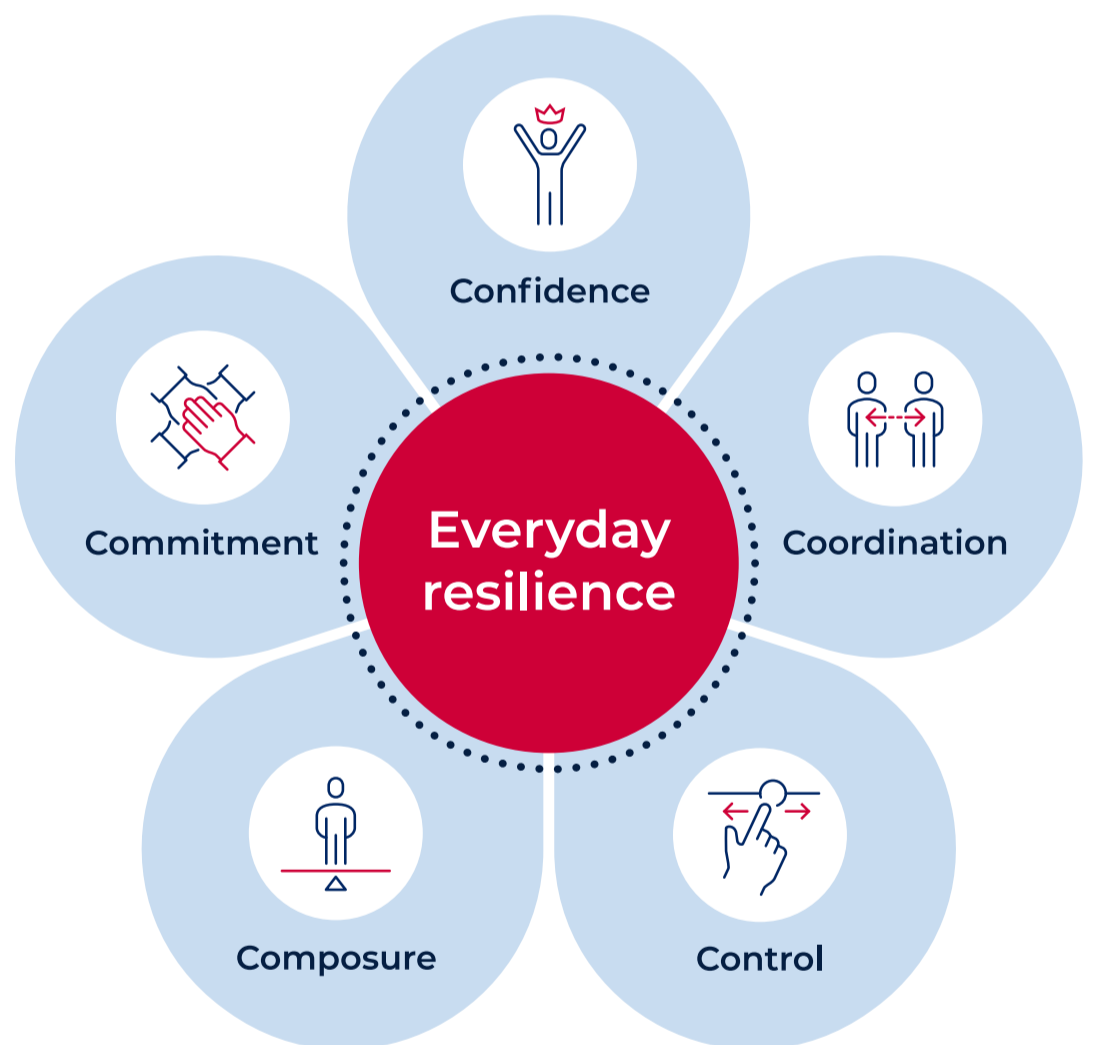 Confidence
Commitment
Everyday
resilience
Coordination
Composure
Control